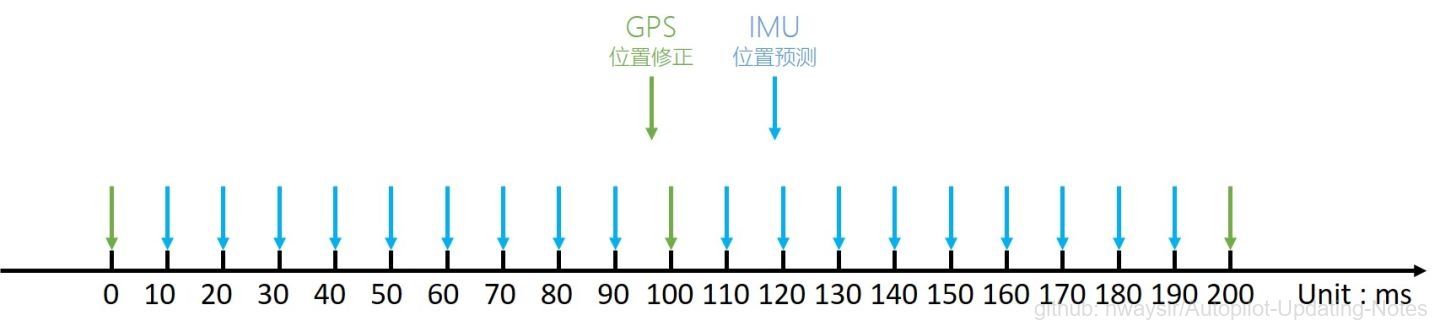 GPS IMU
位置修正 位置预测
0 10 20 30 40 50 60 70 80 90 100 110 120 130 140 150 160 170 180 190 200 Unit : ms
github: hwaysir/Autopilot-Updating-Notes